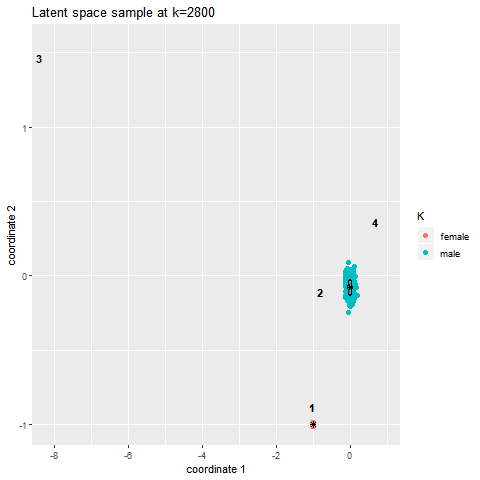 Latent space sample at k=2800
3
1
4
K
female
male
coordinate 2
0
2
1
-1
-8
-6
-4
-2
0
coordinate 1